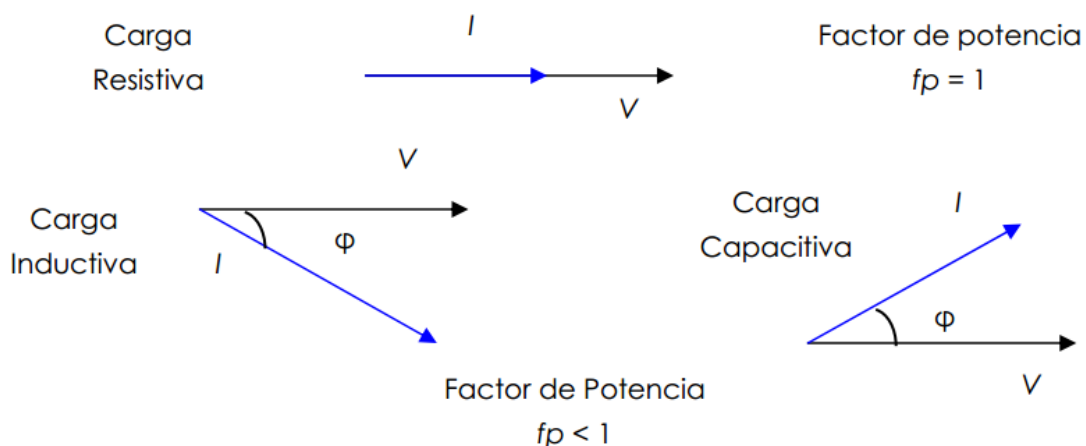 Carga
Resistiva
I
V
Factor de potencia
fp = 1
Carga
Inductiva
V
φ
I
Carga
Capacitiva
I
φ
V
Factor de Potencia
fp < 1